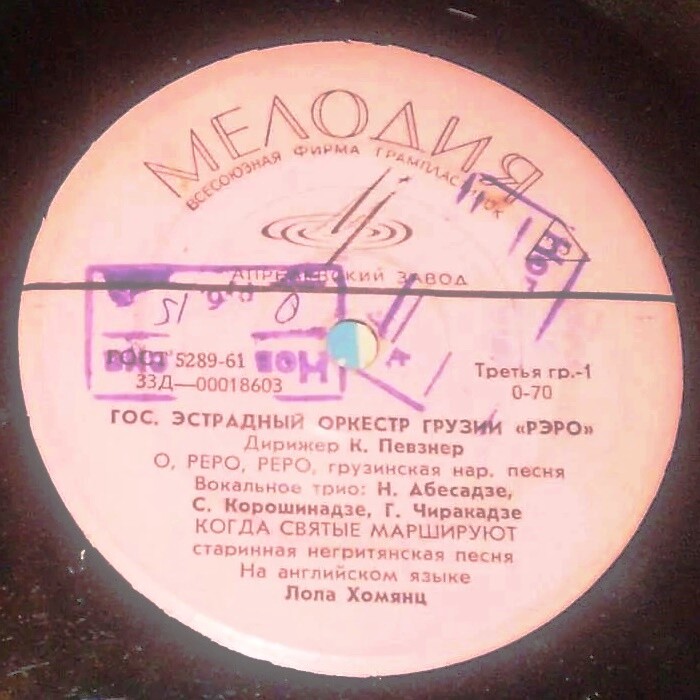 МЕЛОДИЯ
ВСЕСОЮЗНАЯ ФИРМА ГРАМПЛАСТИНОК
АПРЕЛЕВСКИЙ ЗАВОД
ГОСТ 5289-61
33Д—00018603
Третья гр.-1
0-70
ГОС. ЭСТРАДНЫЙ ОРКЕСТР ГРУЗИИ «РЭРО»
Дирижер К. Певзнер
О, РЕРО, РЕРО, грузинская нар. песня
Вокальное трио: Н. Абесадзе,
С. Корошинадзе, Г. Чиракадзе
КОГДА СВЯТЫЕ МАРШИРУЮТ
старинная негритянская песня
На английском языке
Лола Хомянц